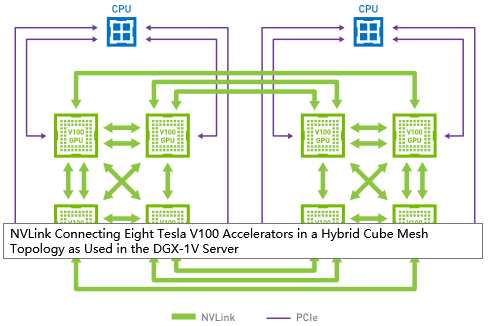 CPU
CPU
V100
GPU
V100
GPU
V100
GPU
V100
GPU
NVLink Connecting Eight Tesla V100 Accelerators in a Hybrid Cube Mesh
Topology as Used in the DGX-1V Server
NVLink
PCIe